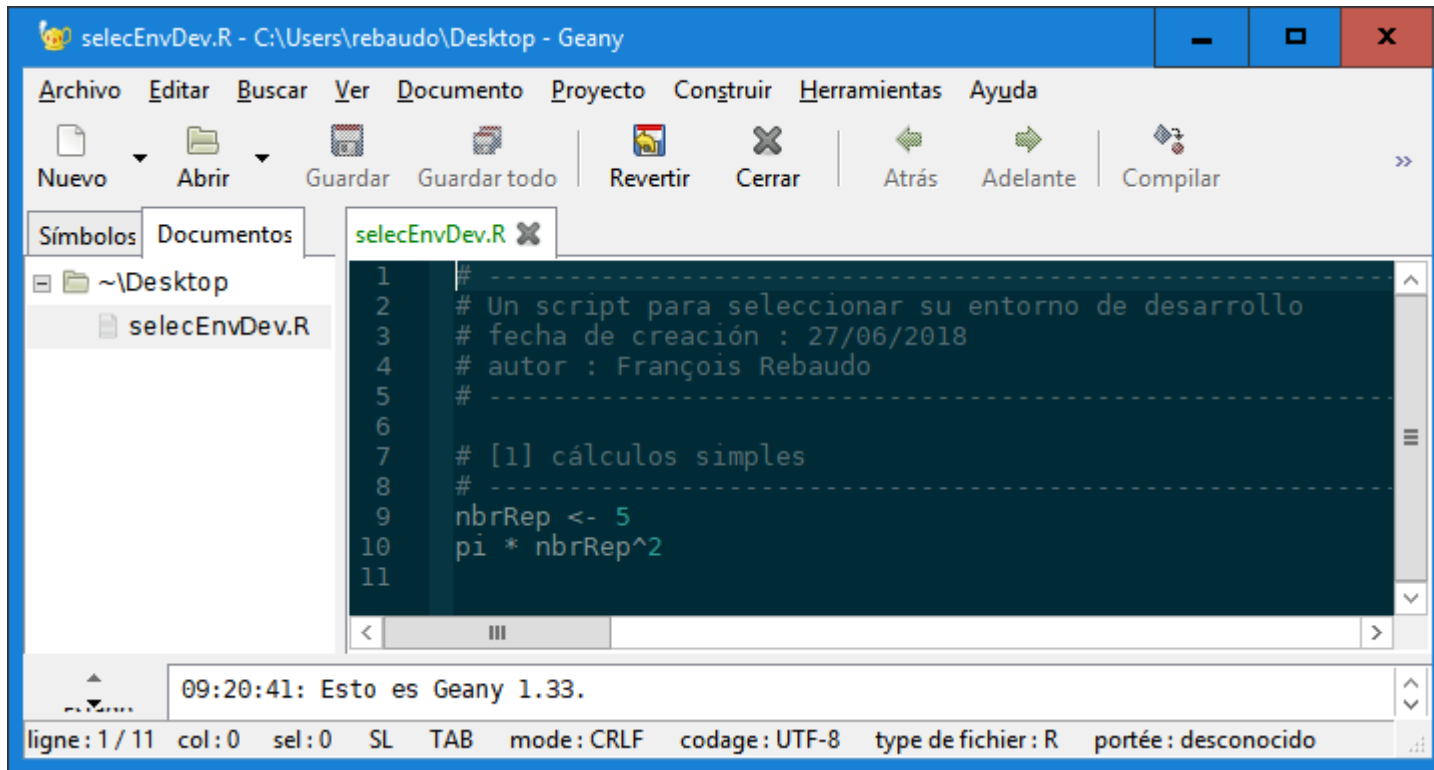 selecEnvDev.R - C:\Users\rebaudo\Desktop - Geany
Archivo Editar Buscar Ver Documento Proyecto Construir Herramientas Ayuda
Nuevo Abrir Guardar Guardar todo Revertir Cerrar Atrás Adelante Compilar
Símbolos Documentos selecEnvDev.R
~\Desktop
selecEnvDev.R
1 # ----------------------------------------------------------
2 # Un script para seleccionar su entorno de desarrollo
3 # fecha de creación : 27/06/2018
4 # autor : François Rebaudo
5 # ----------------------------------------------------------
6
7 # [1] cálculos simples
8 # ----------------------------------------------------------
9 nbrRep <- 5
10 pi * nbrRep^2
11
09:20:41: Esto es Geany 1.33.
ligne : 1 / 11 col : 0 sel : 0 SL TAB mode : CRLF codage : UTF-8 type de fichier : R portée : desconocido